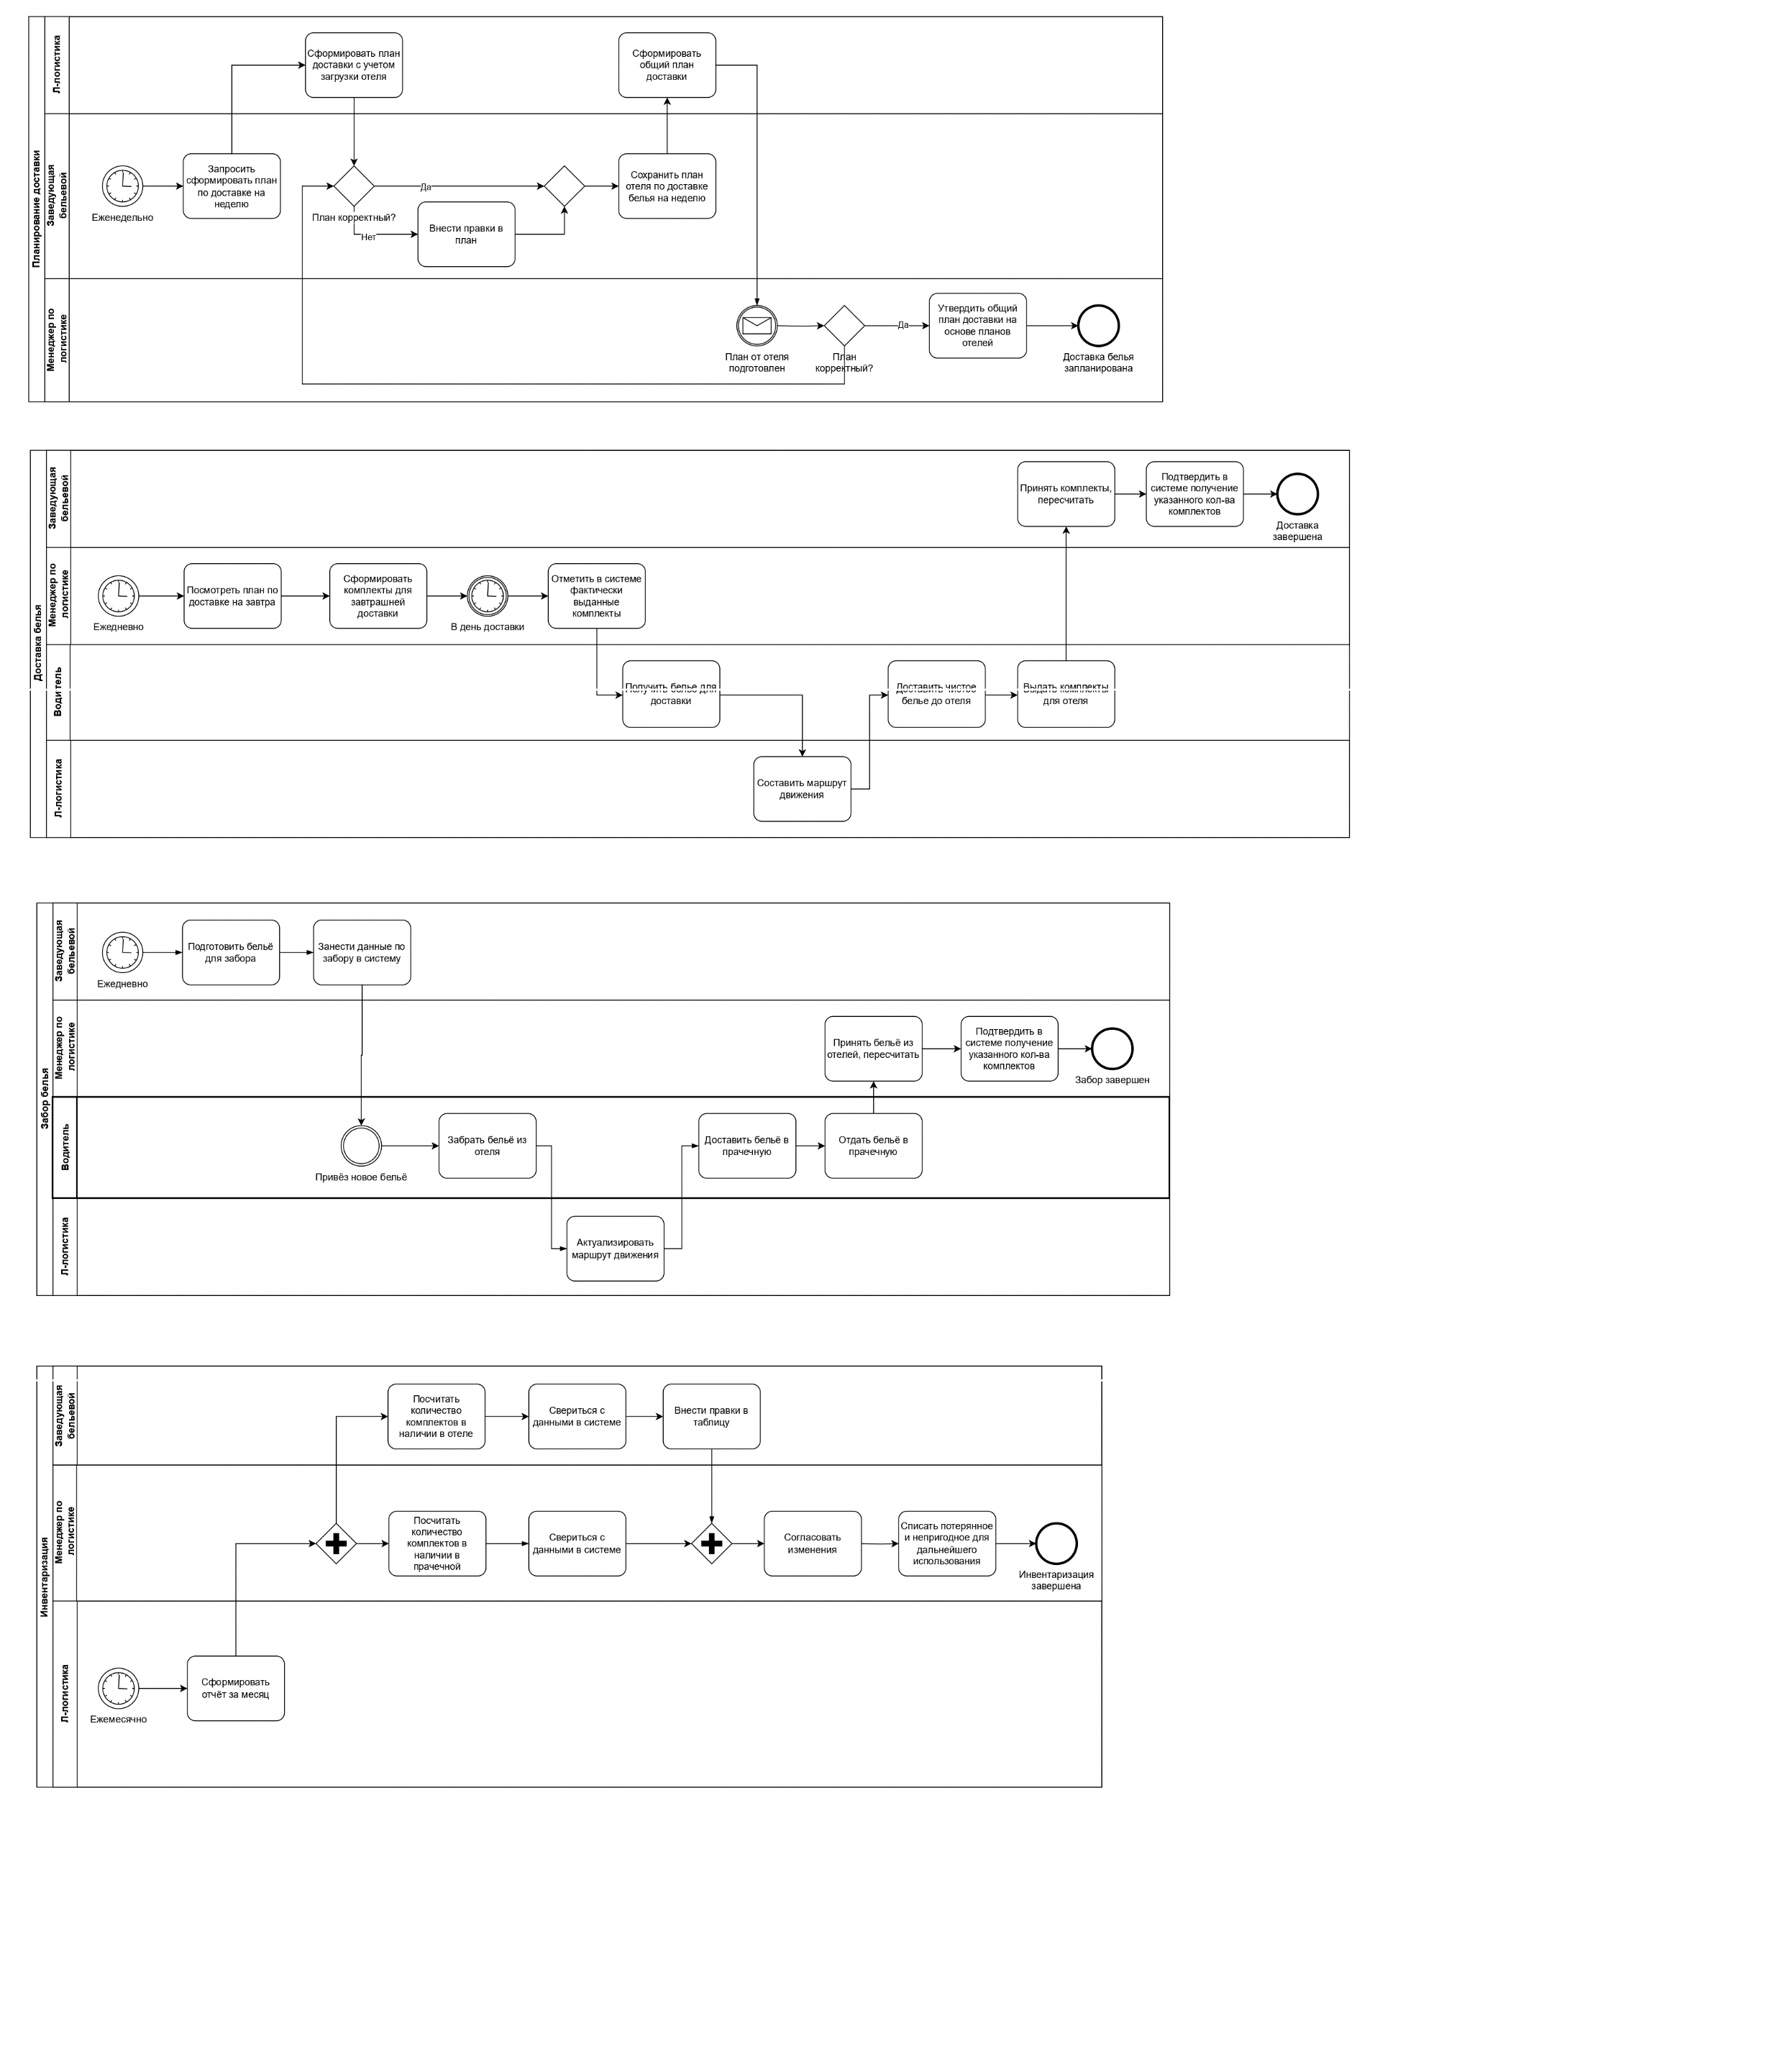 Планирование доставки
Л-логистика
Сформировать план
доставки с учетом
загрузки отеля
Сформировать
общий план
доставки
Заведующая
бельевой
Еженедельно
Запросить
сформировать план
по доставке на
неделю
План корректный?
Да
Нет
Внести правки в
план
Сохранить план
отеля по доставке
белья на неделю
Менеджер по
логистике
План от отеля
подготовлен
План
корректный?
Да
Утвердить общий
план доставки на
основе планов
отелей
Доставка белья
запланирована
Доставка белья
Заведующая
бельевой
Принять комплекты,
пересчитать
Подтвердить в
системе получение
указанного кол-ва
комплектов
Доставка
завершена
Менеджер по
логистике
Ежедневно
Посмотреть план по
доставке на завтра
Сформировать
комплекты для
завтрашней
доставки
В день доставки
Отметить в системе
фактически
выданные
комплекты
Водитель
Получить белье для
доставки
Доставить чистое
белье до отеля
Выдать комплекты
для отеля
Л-логистика
Составить маршрут
движения
Забор белья
Заведующая
бельевой
Ежедневно
Подготовить бельё
для забора
Занести данные по
забору в систему
Менеджер по
логистике
Принять бельё из
отелей, пересчитать
Подтвердить в
системе получение
указанного кол-ва
комплектов
Забор завершен
Водитель
Привёз новое бельё
Забрать бельё из
отеля
Доставить бельё в
прачечную
Отдать бельё в
прачечную
Л-логистика
Актуализировать
маршрут движения
Инвентаризация
Заведующая
бельевой
Посчитать
количество
комплектов в
наличии в отеле
Свериться с
данными в системе
Внести правки в
таблицу
Менеджер по
логистике
Посчитать
количество
комплектов в
наличии в
прачечной
Свериться с
данными в системе
Согласовать
изменения
Списать потерянное
и непригодное для
дальнейшего
использования
Инвентаризация
завершена
Л-логистика
Ежемесячно
Сформировать
отчёт за месяц